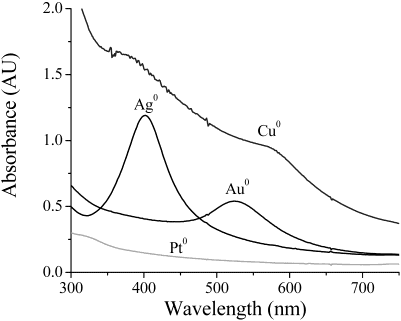 2.0
1.5
1.0
0.5
0.0
Absorbance (AU)
Ag⁰
Cu⁰
Au⁰
Pt⁰
300 400 500 600 700
Wavelength (nm)